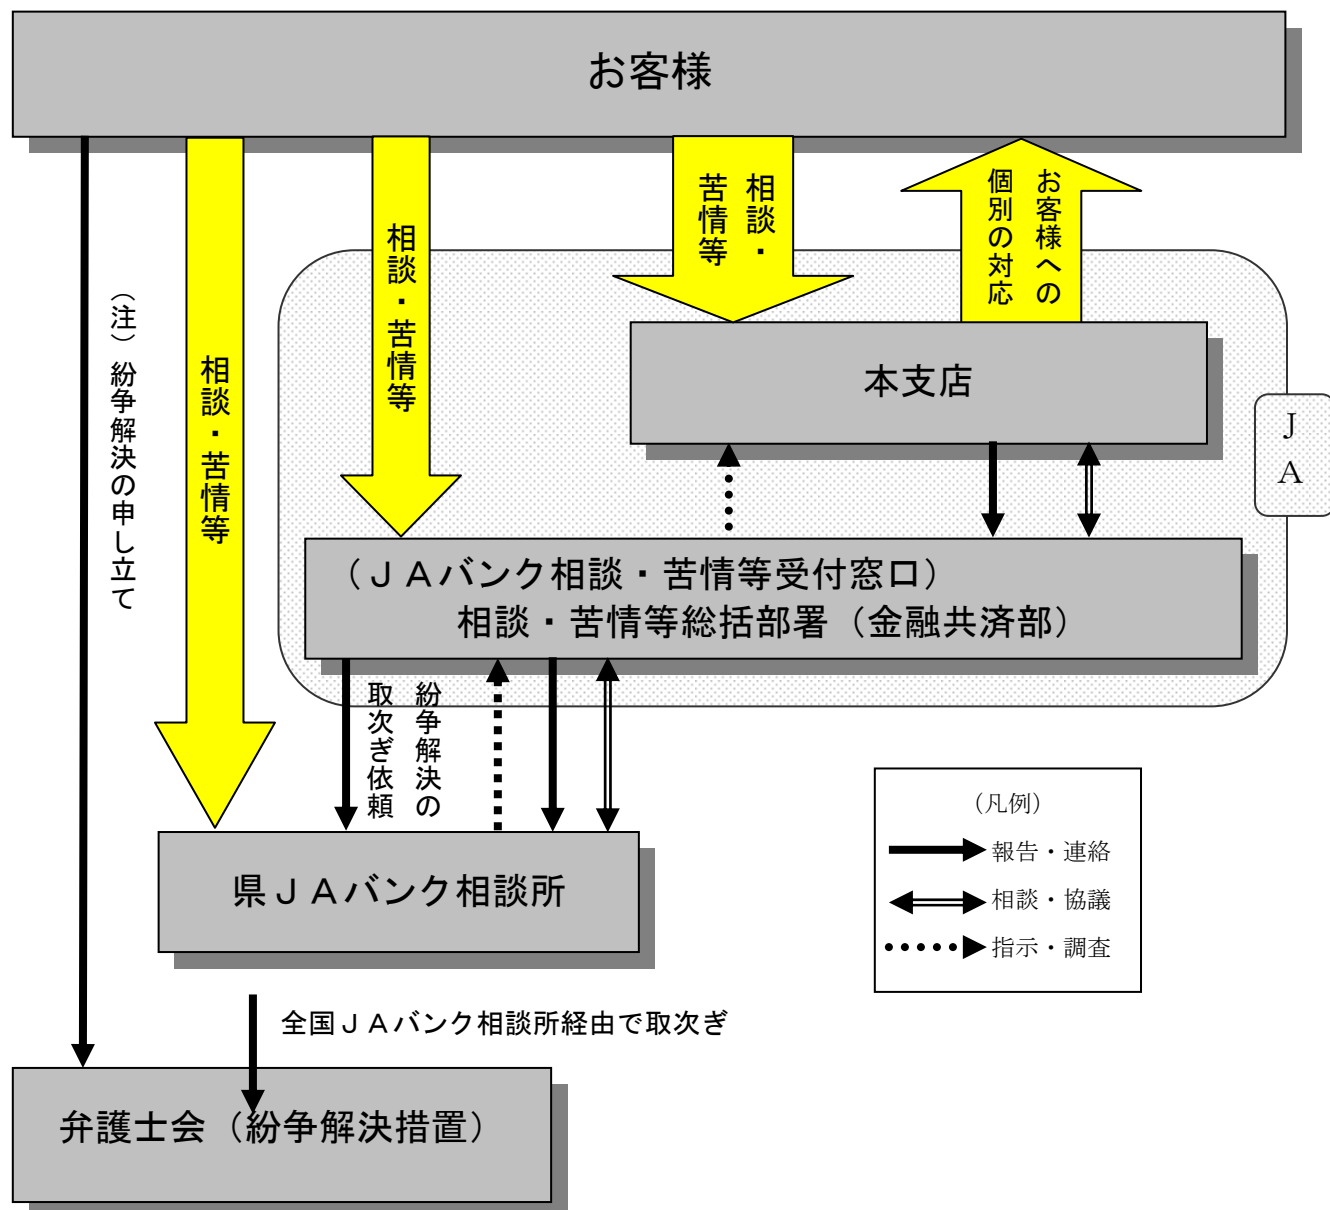 お客様
相談・
苦情等
お客様への
個別の対応
相談・苦情等
相談・苦情等
（注）紛争解決の申し立て
本支店
ＪＡ
（ＪＡバンク相談・苦情等受付窓口）
相談・苦情等総括部署（金融共済部）
紛争解決の
取次ぎ依頼
県ＪＡバンク相談所
（凡例）
報告・連絡
相談・協議
指示・調査
全国ＪＡバンク相談所経由で取次ぎ
弁護士会（紛争解決措置）